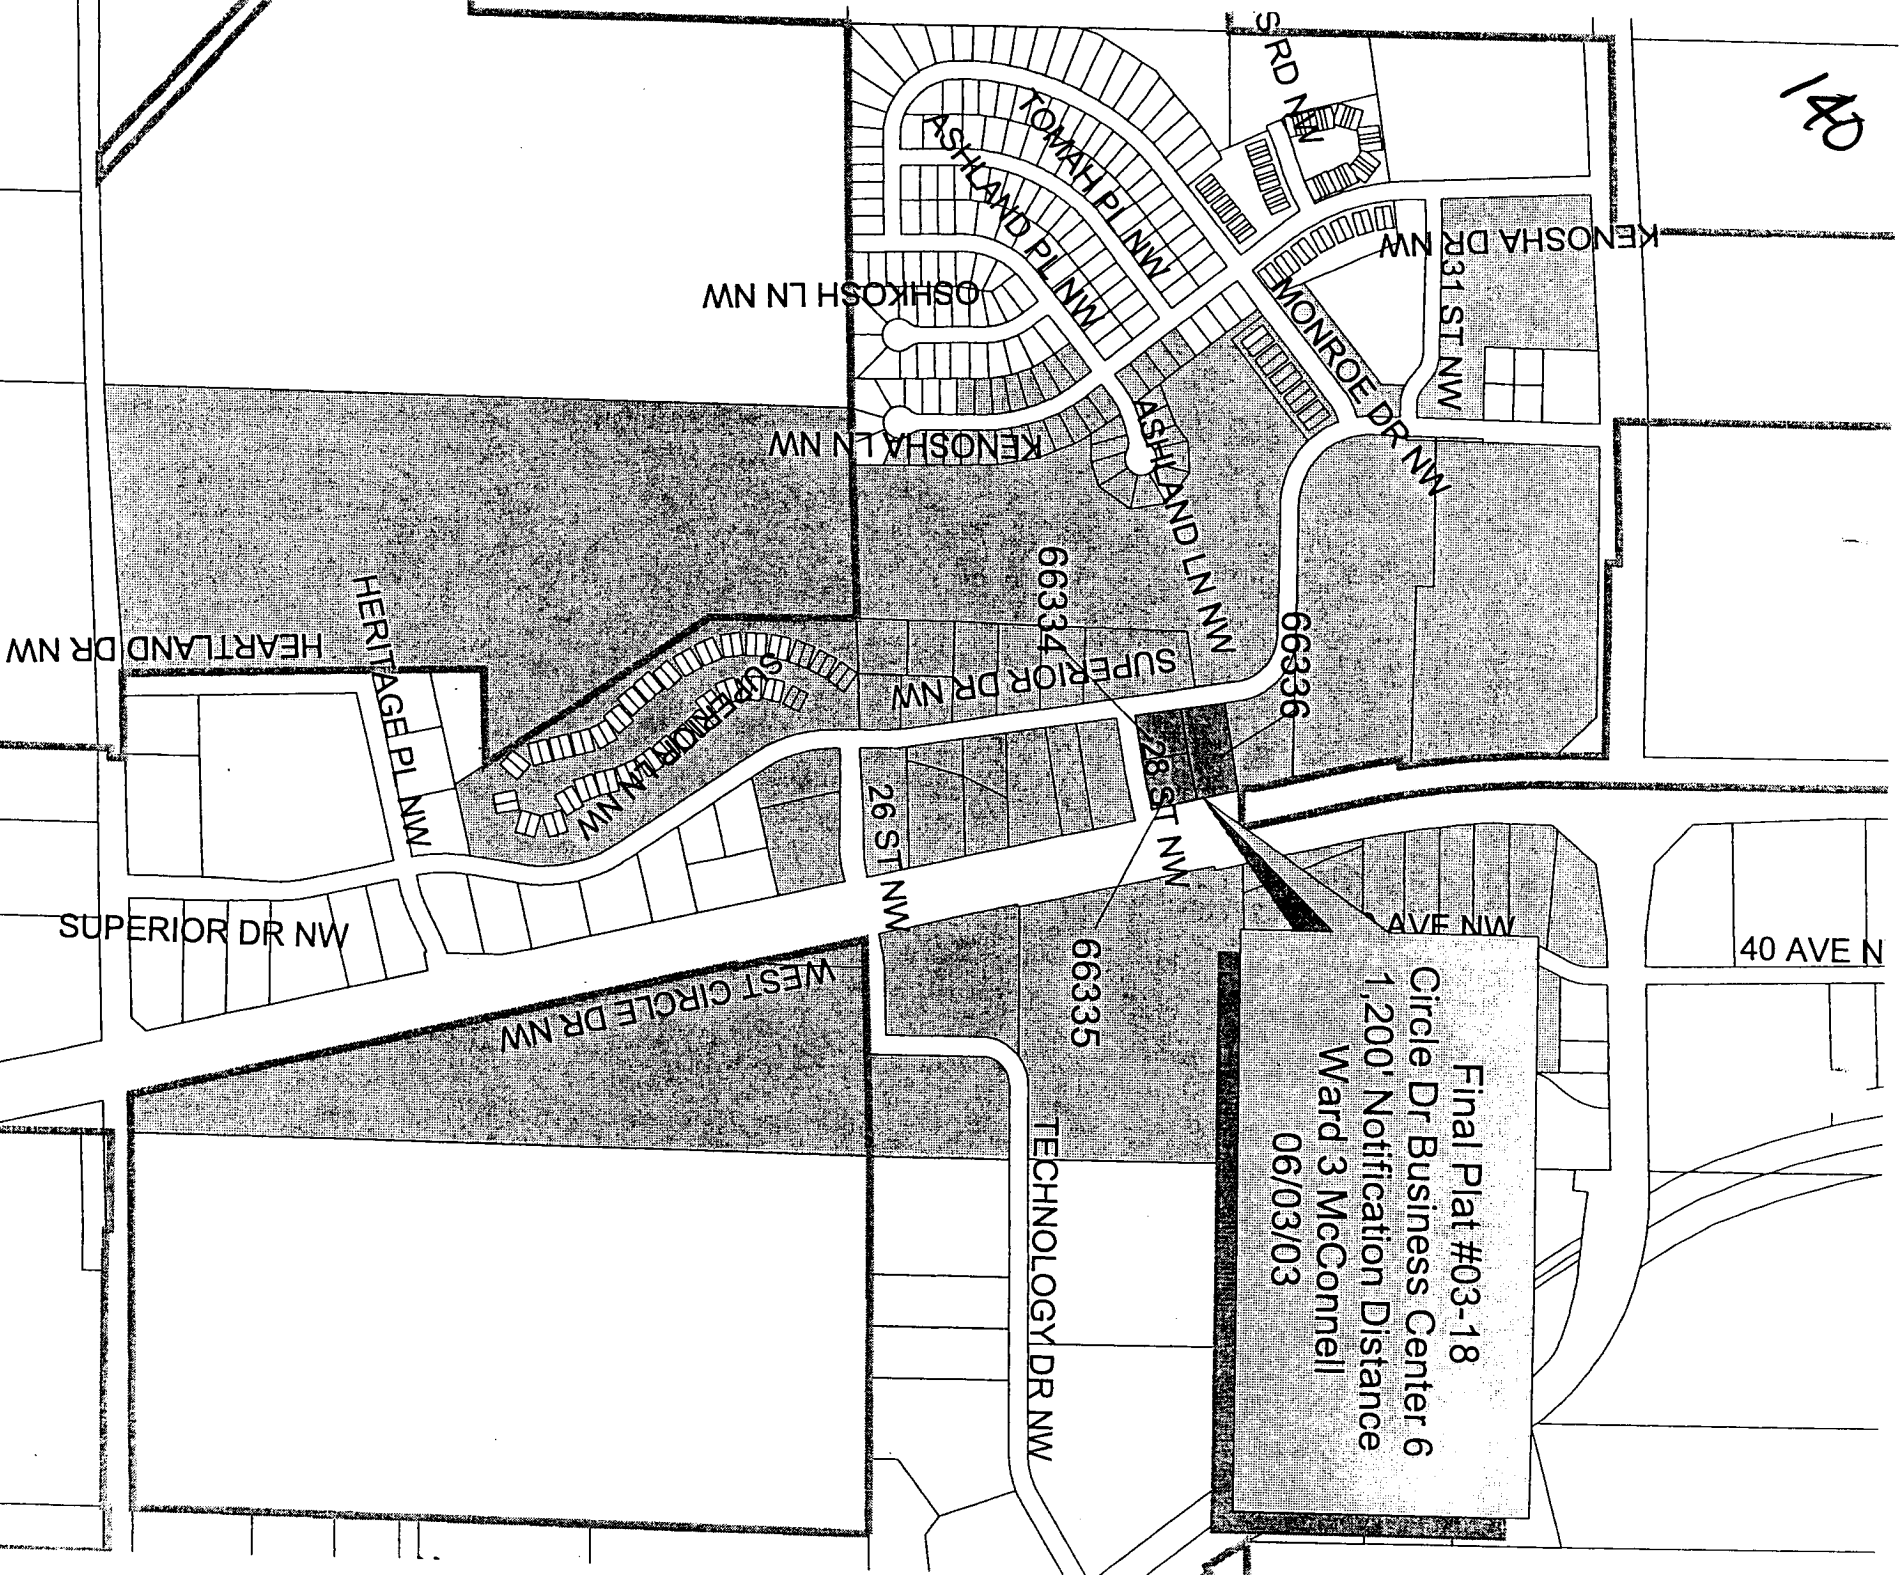 140
S RD NW
TOMAH PL NW
ASHLAND PL NW
KENOSHA DR NW
31 ST NW
OSHKOSH LN NW
MONROE DR NW
KENOSHA LN NW
ASHLAND LN NW
66334
66336
HERITAGE PL NW
HEARTLAND DR NW
SUPERIOR DR NW
SUPERIOR LN NW
28 ST NW
26 ST NW
SUPERIOR DR NW
AVE NW
40 AVE N
66335
WEST CIRCLE DR NW
TECHNOLOGY DR NW
Final Plat #03-18
Circle Dr Business Center 6
1,200' Notification Distance
Ward 3 McConnell
06/03/03